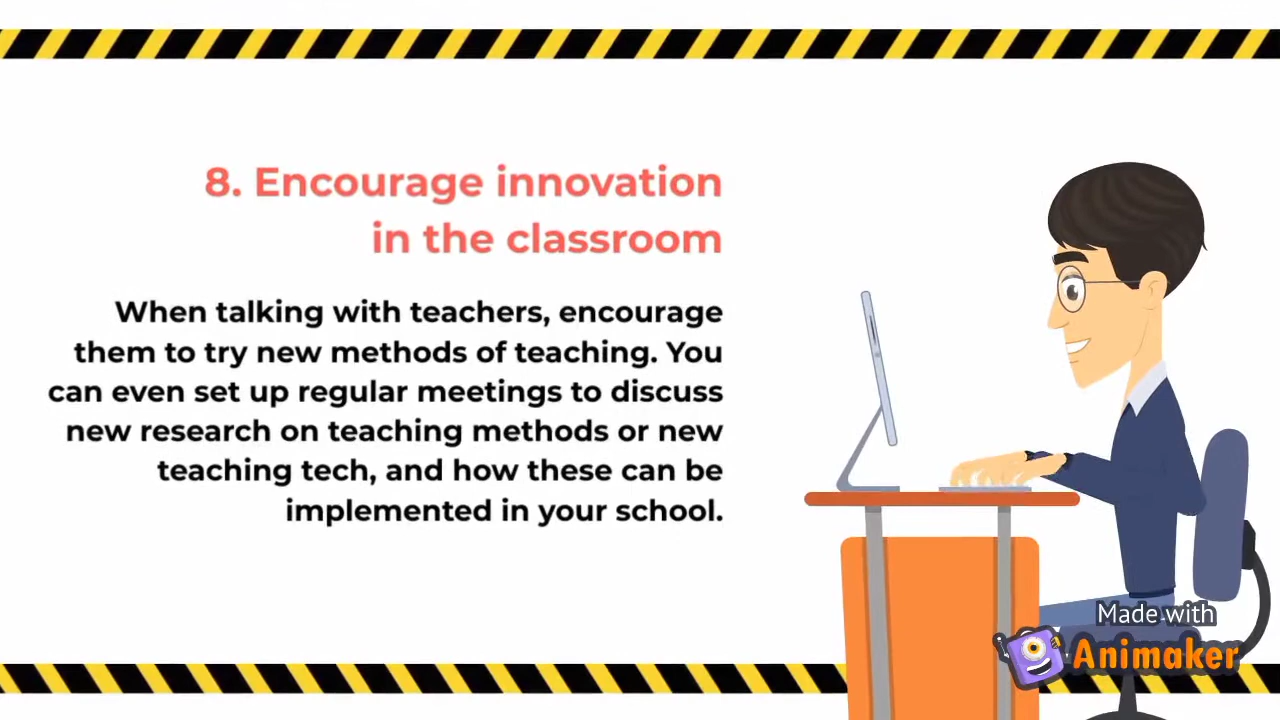 8. Encourage innovation
in the classroom
When talking with teachers, encourage
them to try new methods of teaching. You
can even set up regular meetings to discuss
new research on teaching methods or new
teaching tech, and how these can be
implemented in your school.
Made with
Animaker